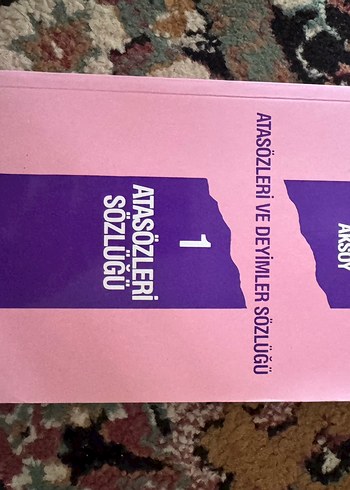 AKSOY
ATASÖZLERİ VE DEYİMLER SÖZLÜĞÜ
1
ATASÖZLERİ
SÖZLÜĞÜ